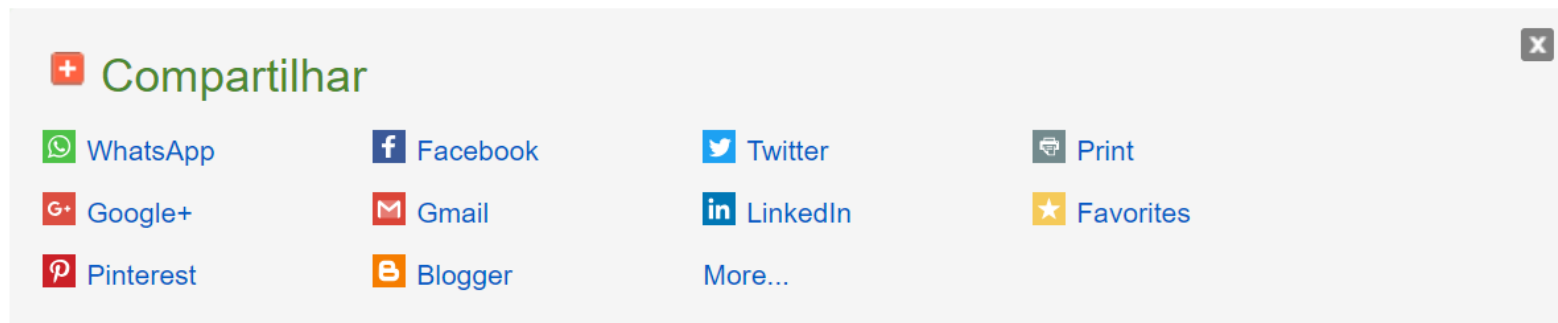 Compartilhar
WhatsApp Facebook Twitter Print
Google+ Gmail LinkedIn Favorites
Pinterest Blogger More...